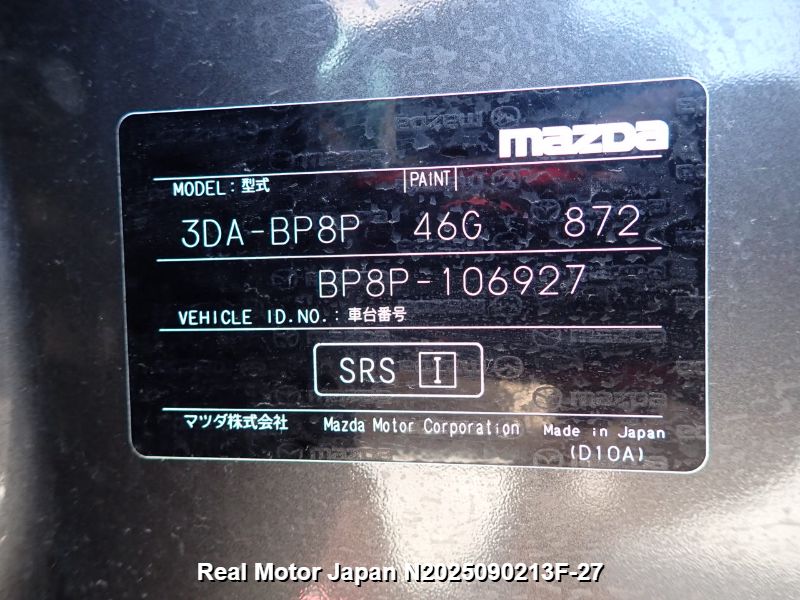 mazda
MODEL: 型式 PAINT
3DA-BP8P 46G 872
BP8P-106927
VEHICLE ID.NO.: 車台番号
SRS I
マツダ株式会社 Mazda Motor Corporation Made in Japan
(D10A)
Real Motor Japan N2025090213F-27